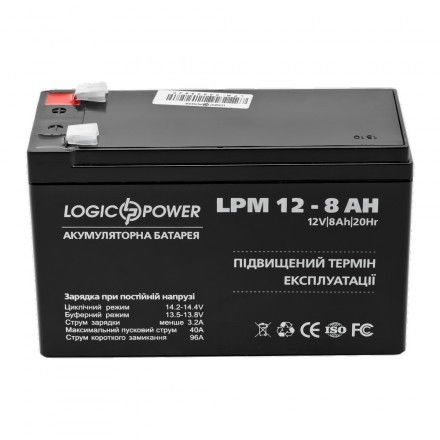 LOGICPOWER
АКУМУЛЯТОРНА БАТАРЕЯ
LPM 12 - 8 AH
12V|8Ah|20Hr
ПІДВИЩЕНИЙ ТЕРМІН
ЕКСПЛУАТАЦІЇ
Зарядка при постійній напрузі
Циклічний режим 14.2-14.4V
Буферний режим 13.5-13.8V
Струм зарядки менше 3.2A
Максимальний пусковий струм 40A
Струм короткого замикання 96A
CE ISO FC